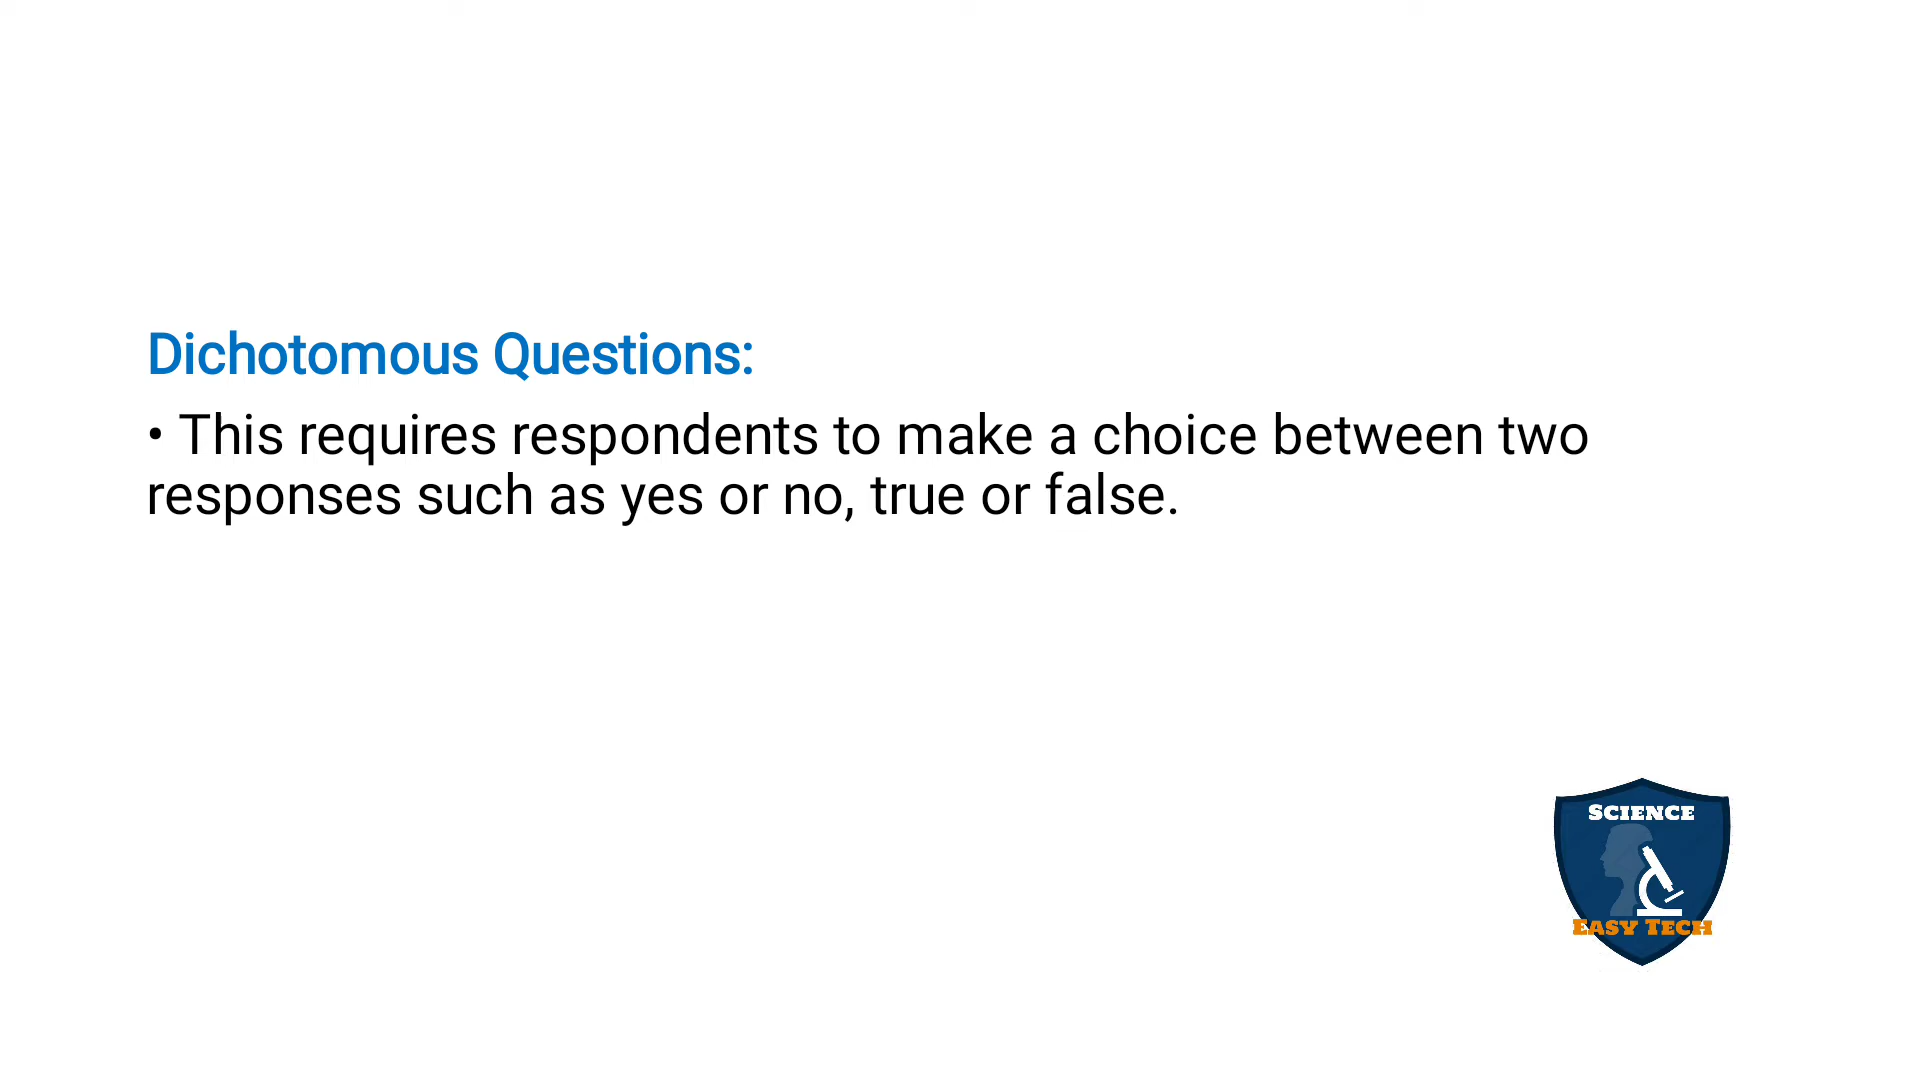 Dichotomous Questions:
• This requires respondents to make a choice between two
responses such as yes or no, true or false.
SCIENCE
EASY TECH